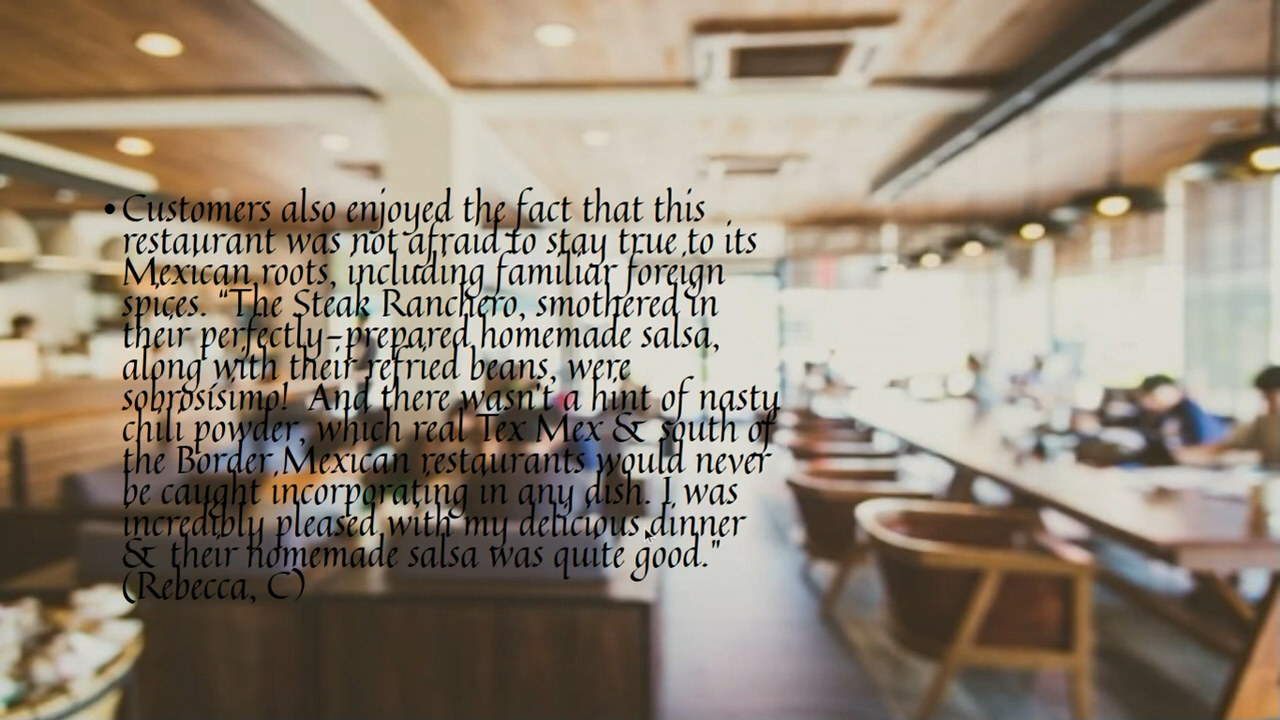 • Customers also enjoyed the fact that this
restaurant was not afraid to stay true to its
Mexican roots, including familiar foreign
spices. “The Steak Ranchero, smothered in
their perfectly-prepared homemade salsa,
along with their refried beans, were
sobrosísimo!  And there wasn't a hint of nasty
chili powder, which real Tex Mex & south of
the Border Mexican restaurants would never
be caught incorporating in any dish. I was
incredibly pleased with my delicious dinner
& their homemade salsa was quite good."
(Rebecca, C)